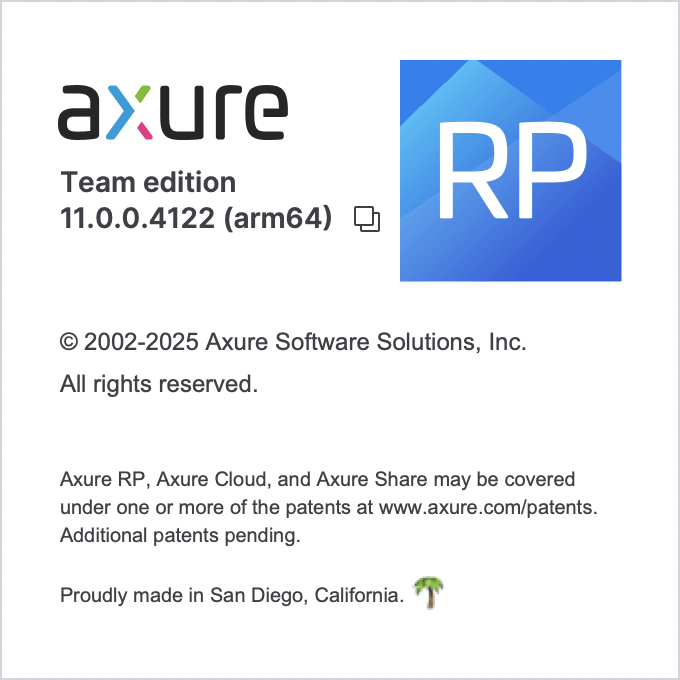 axure
RP
Team edition
11.0.0.4122 (arm64)
© 2002-2025 Axure Software Solutions, Inc.
All rights reserved.
Axure RP, Axure Cloud, and Axure Share may be covered
under one or more of the patents at www.axure.com/patents.
Additional patents pending.
Proudly made in San Diego, California. 🌴